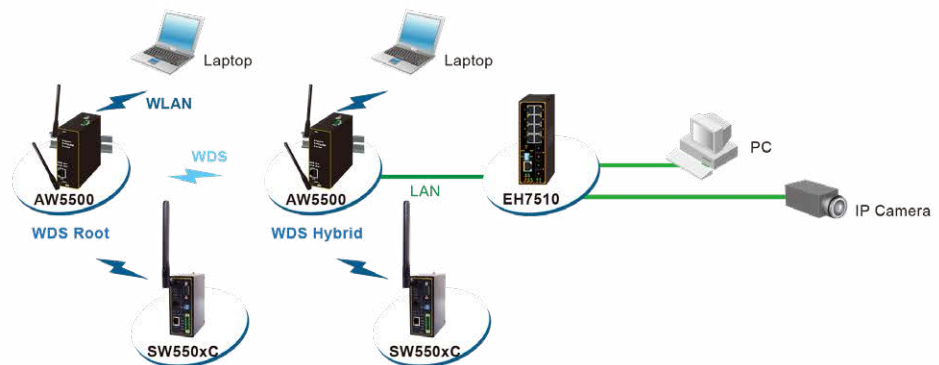 Laptop
Laptop
WLAN
WDS
PC
LAN
AW5500
AW5500
EH7510
IP Camera
WDS Root
WDS Hybrid
SW550xC
SW550xC